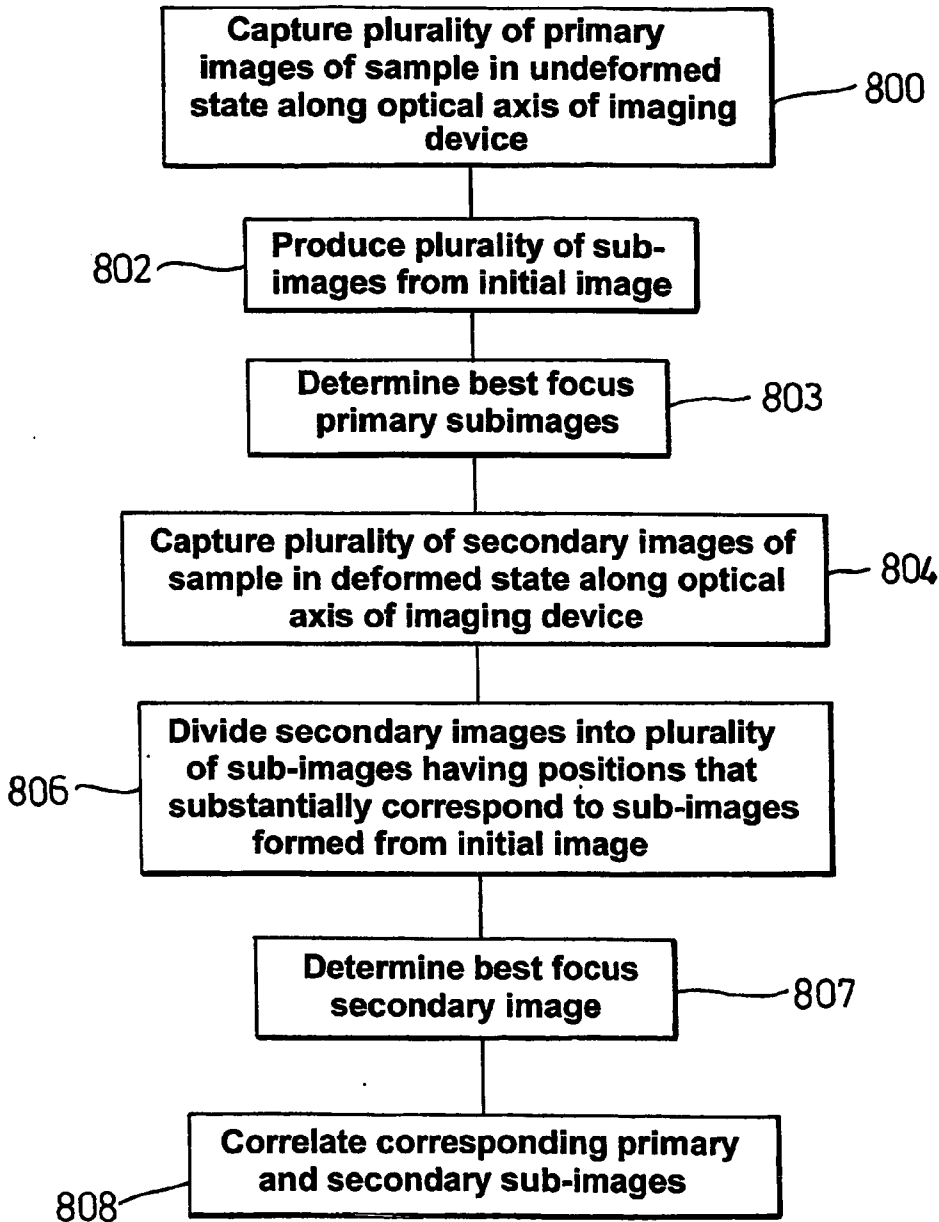 Capture plurality of primary
images of sample in undeformed
state along optical axis of imaging
device
800
Produce plurality of sub-
images from initial image
802
Determine best focus
primary subimages
803
Capture plurality of secondary images of
sample in deformed state along optical
axis of imaging device
804
Divide secondary images into plurality
of sub-images having positions that
substantially correspond to sub-images
formed from initial image
806
Determine best focus
secondary image
807
Correlate corresponding primary
and secondary sub-images
808